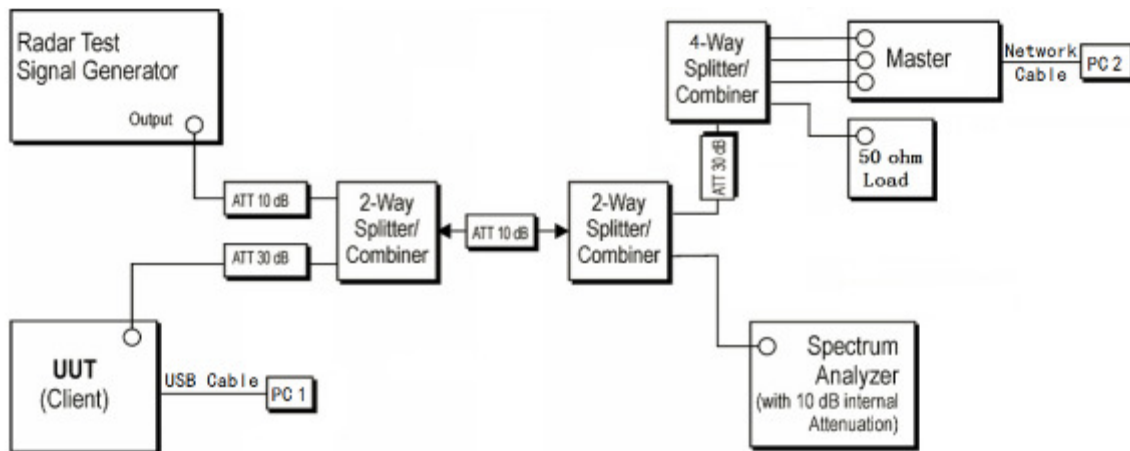 Radar Test
Signal Generator
Output
ATT 10 dB
2-Way
Splitter/
Combiner
ATT 30 dB
UUT
(Client)
USB Cable
PC 1
ATT 10 dB
2-Way
Splitter/
Combiner
ATT 30 dB
4-Way
Splitter/
Combiner
Master
Network
Cable
PC 2
50 ohm
Load
Spectrum
Analyzer
(with 10 dB internal
Attenuation)